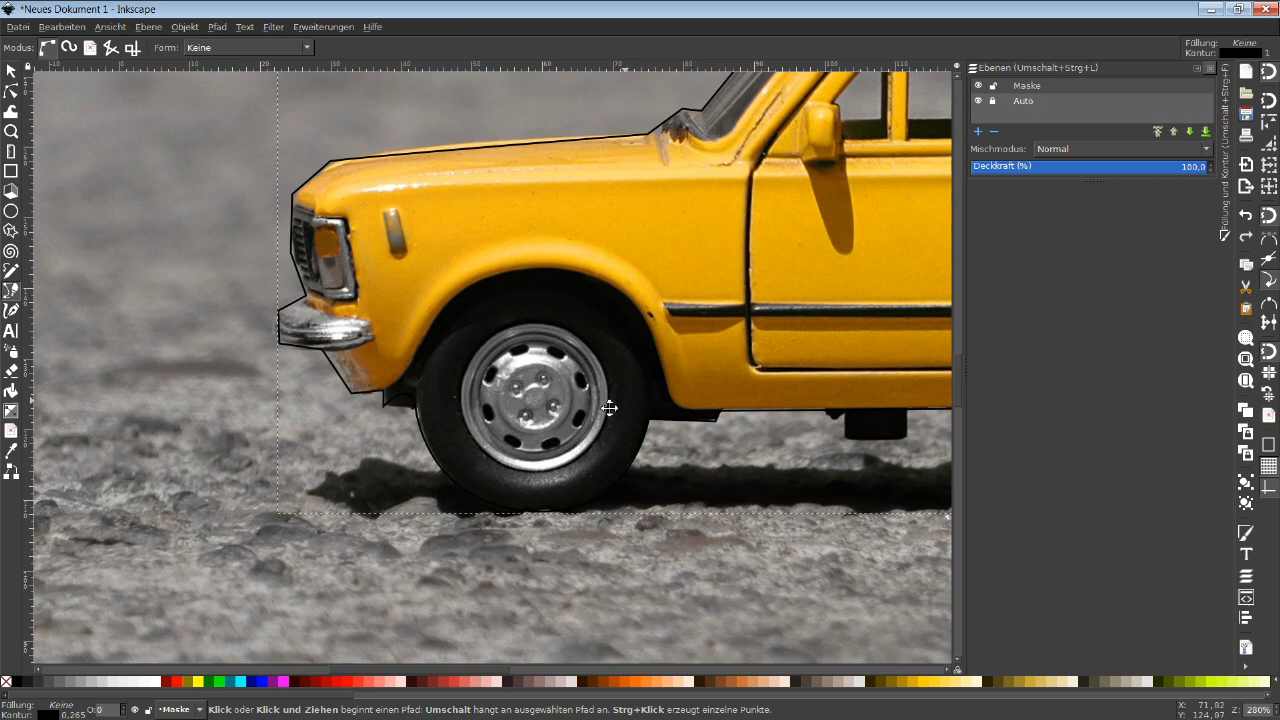 *Neues Dokument 1 - Inkscape
Datei Bearbeiten Ansicht Ebene Objekt Pfad Text Filter Erweiterungen Hilfe
Modus: Form: Keine
Füllung: Keine
Kontur: 1
Ebenen (Umschalt+Strg+L)
Maske
Auto
Mischmodus: Normal
Deckkraft (%) 100,0
Füllung und Kontur (Umschalt+Strg+F)
Füllung: Keine
Kontur: 0,265
O: 0
•Maske
Klick oder Klick und Ziehen beginnt einen Pfad: Umschalt hangt an ausgewählten Pfad an. Strg+Klick erzeugt einzelne Punkte.
X: 71,82
Y: 124,07
Z: 280%